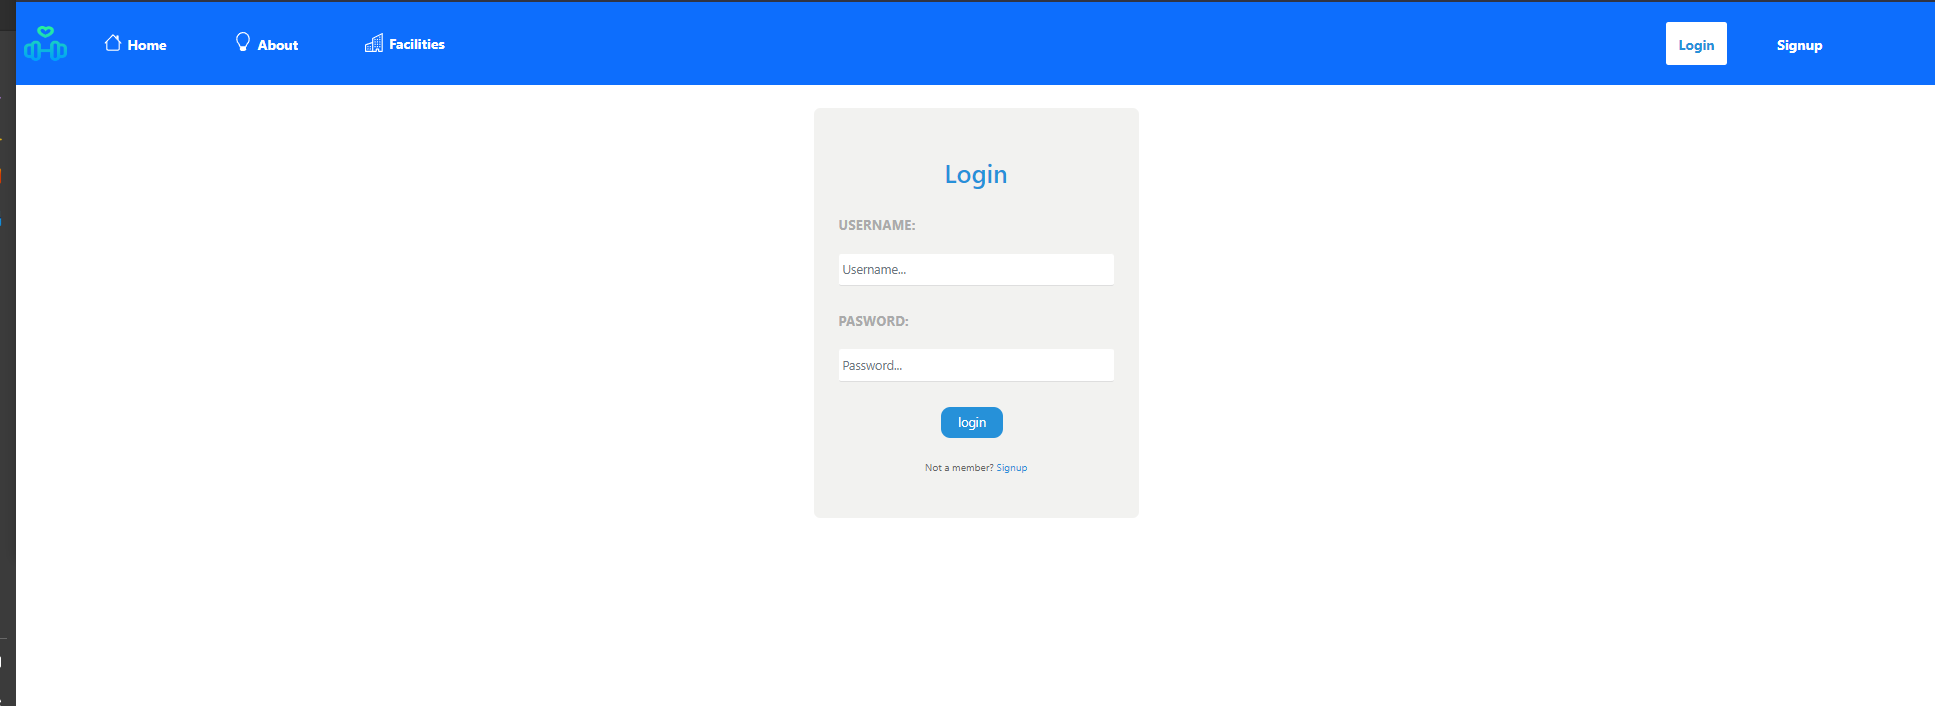 Home About Facilities Login Signup
Login
USERNAME:
Username...
PASWORD:
Password...
login
Not a member? Signup